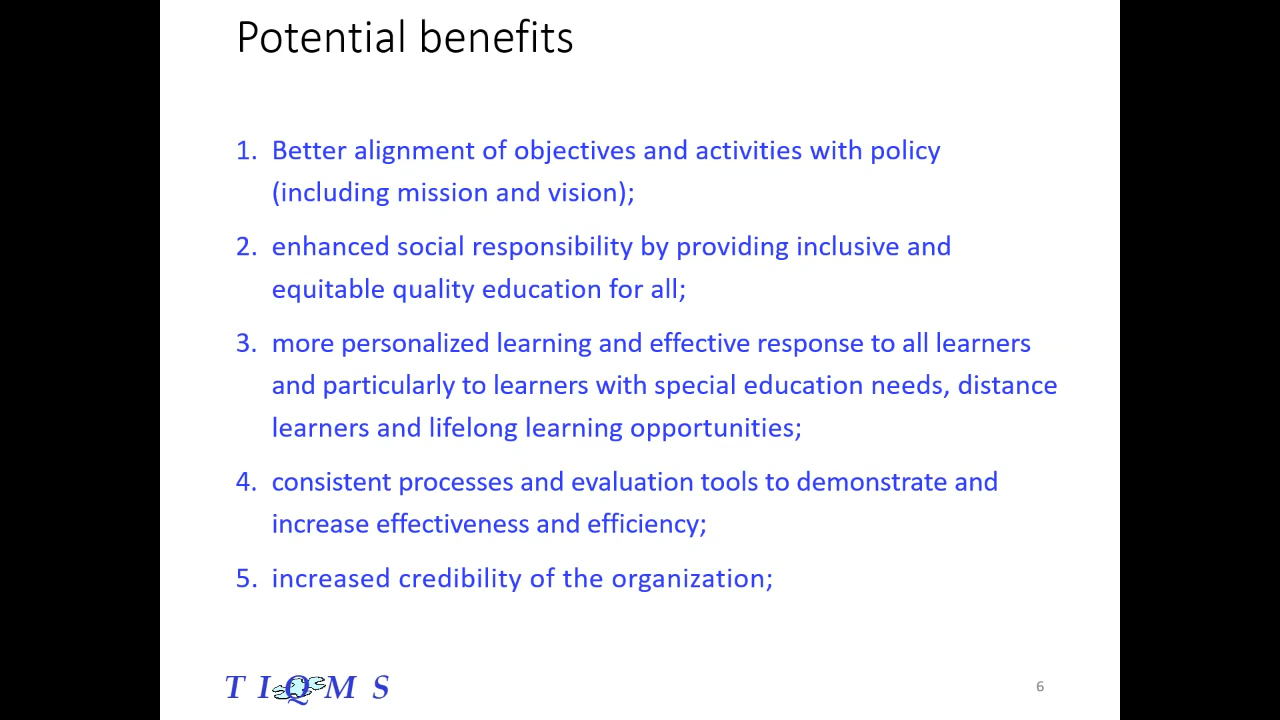 Potential benefits
1. Better alignment of objectives and activities with policy
(including mission and vision);
2. enhanced social responsibility by providing inclusive and
equitable quality education for all;
3. more personalized learning and effective response to all learners
and particularly to learners with special education needs, distance
learners and lifelong learning opportunities;
4. consistent processes and evaluation tools to demonstrate and
increase effectiveness and efficiency;
5. increased credibility of the organization;
T I Q M S
6